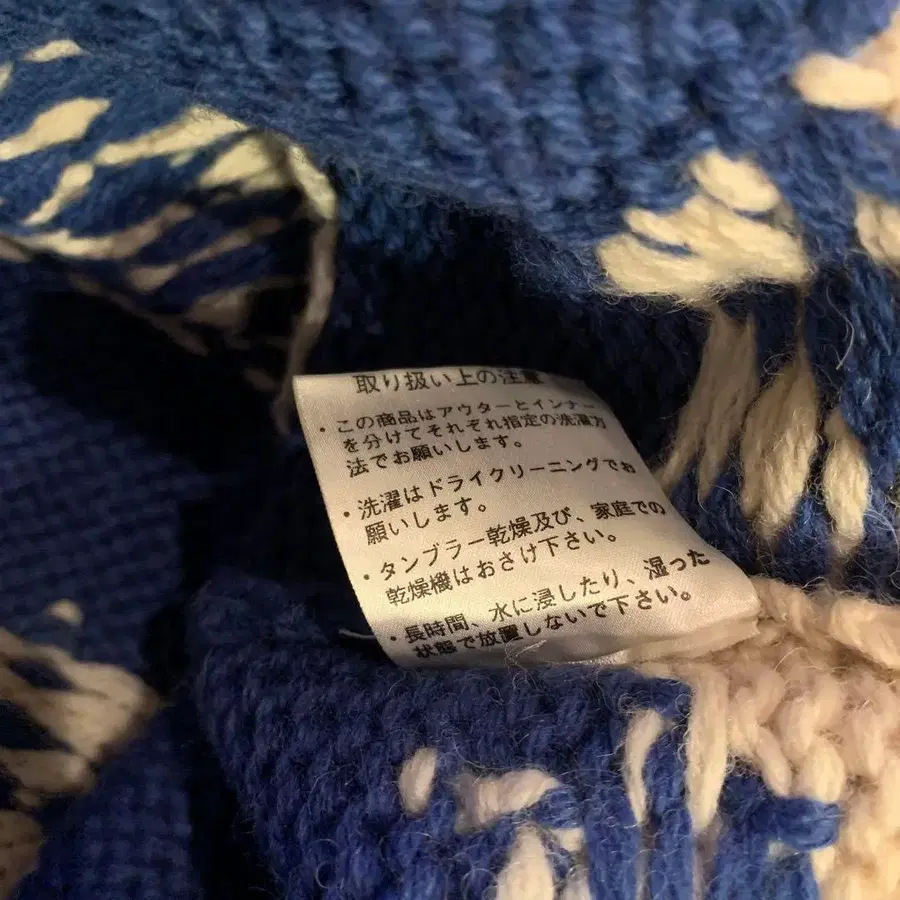 取り扱い上の注意
・この商品はアウターとインナー
を分けてそれぞれ指定の洗濯方
法でお願いします。
・洗濯はドライクリーニングでお
願いします。
・タンブラー乾燥及び、家庭での
乾燥機はおさけ下さい。
・長時間、水に浸したり、湿った
状態で放置しないで下さい。